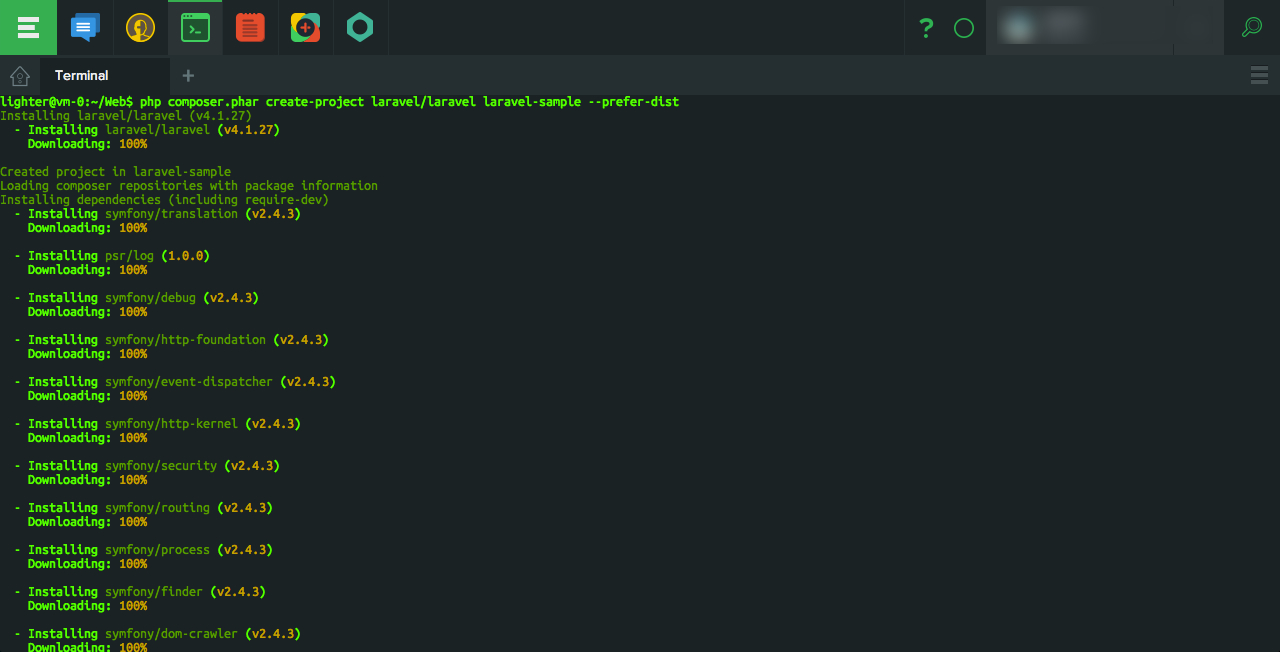 ?
Terminal
+
lighter@vm-0:~/Web$ php composer.phar create-project laravel/laravel laravel-sample --prefer-dist
Installing laravel/laravel (v4.1.27)
- Installing laravel/laravel (v4.1.27)
Downloading: 100%
Created project in laravel-sample
Loading composer repositories with package information
Installing dependencies (including require-dev)
- Installing symfony/translation (v2.4.3)
Downloading: 100%
- Installing psr/log (1.0.0)
Downloading: 100%
- Installing symfony/debug (v2.4.3)
Downloading: 100%
- Installing symfony/http-foundation (v2.4.3)
Downloading: 100%
- Installing symfony/event-dispatcher (v2.4.3)
Downloading: 100%
- Installing symfony/http-kernel (v2.4.3)
Downloading: 100%
- Installing symfony/security (v2.4.3)
Downloading: 100%
- Installing symfony/routing (v2.4.3)
Downloading: 100%
- Installing symfony/process (v2.4.3)
Downloading: 100%
- Installing symfony/finder (v2.4.3)
Downloading: 100%
- Installing symfony/dom-crawler (v2.4.3)
Downloading: 100%